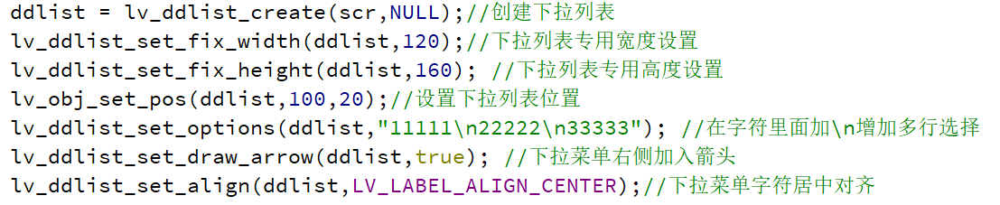 ddlist = lv_ddlist_create(scr,NULL);//创建下拉列表
lv_ddlist_set_fix_width(ddlist,120);//下拉列表专用宽度设置
lv_ddlist_set_fix_height(ddlist,160); //下拉列表专用高度设置
lv_obj_set_pos(ddlist,100,20);//设置下拉列表位置
lv_ddlist_set_options(ddlist,"11111\n22222\n33333"); //在字符里面加\n增加多行选择
lv_ddlist_set_draw_arrow(ddlist,true); //下拉菜单右侧加入箭头
lv_ddlist_set_align(ddlist,LV_LABEL_ALIGN_CENTER);//下拉菜单字符居中对齐